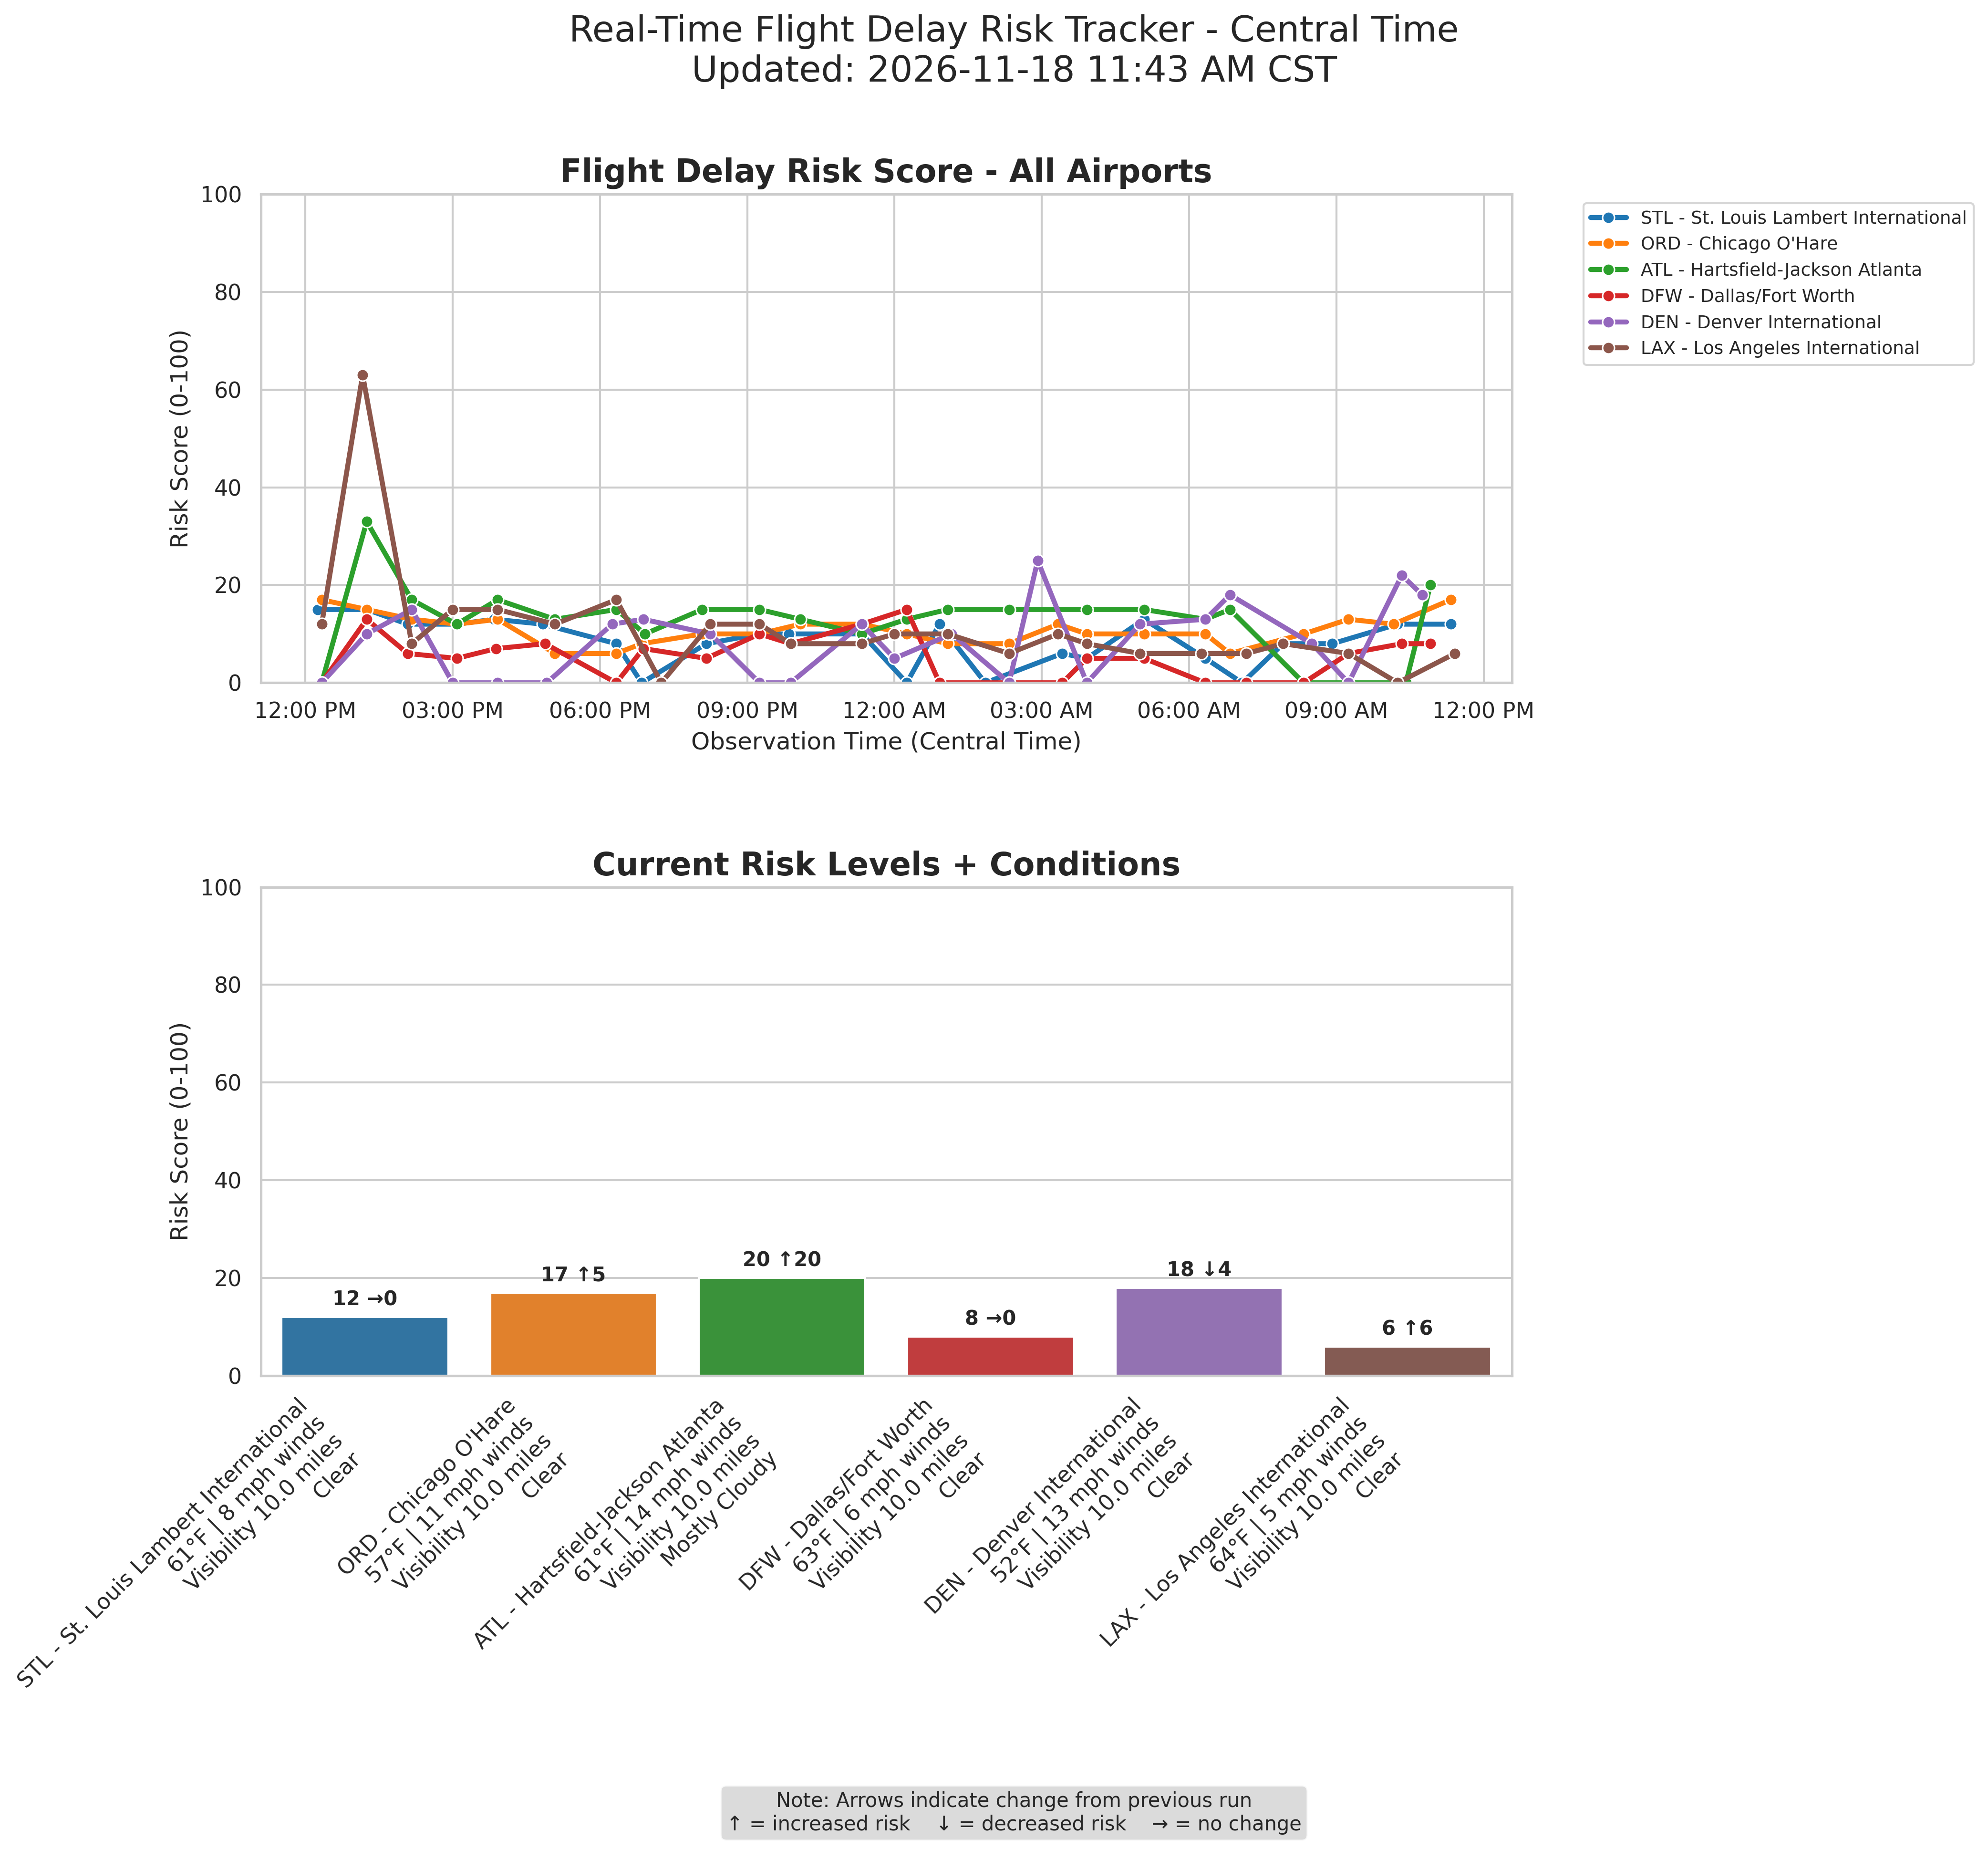 Real-Time Flight Delay Risk Tracker - Central Time
Updated: 2026-11-18 11:43 AM CST
Flight Delay Risk Score - All Airports
100
80
60
40
20
0
Risk Score (0-100)
12:00 PM
03:00 PM
06:00 PM
09:00 PM
12:00 AM
03:00 AM
06:00 AM
09:00 AM
12:00 PM
Observation Time (Central Time)
STL - St. Louis Lambert International
ORD - Chicago O'Hare
ATL - Hartsfield-Jackson Atlanta
DFW - Dallas/Fort Worth
DEN - Denver International
LAX - Los Angeles International
Current Risk Levels + Conditions
100
80
60
40
20
0
Risk Score (0-100)
12 →0
17 ↑5
20 ↑20
8 →0
18 ↓4
6 ↑6
STL - St. Louis Lambert International
61°F | 8 mph winds
Visibility 10.0 miles
Clear
ORD - Chicago O'Hare
57°F | 11 mph winds
Visibility 10.0 miles
Clear
ATL - Hartsfield-Jackson Atlanta
61°F | 14 mph winds
Visibility 10.0 miles
Mostly Cloudy
DFW - Dallas/Fort Worth
63°F | 6 mph winds
Visibility 10.0 miles
Clear
DEN - Denver International
52°F | 13 mph winds
Visibility 10.0 miles
Clear
LAX - Los Angeles International
64°F | 5 mph winds
Visibility 10.0 miles
Clear
Note: Arrows indicate change from previous run
↑ = increased risk    ↓ = decreased risk    → = no change